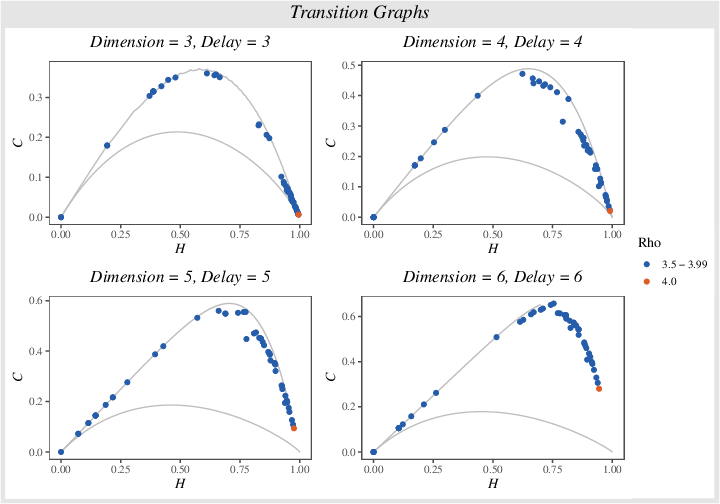 Transition Graphs
Dimension = 3, Delay = 3
C
0.3
0.2
0.1
0.0
0.00 0.25 0.50 0.75 1.00
H
Dimension = 4, Delay = 4
C
0.5
0.4
0.3
0.2
0.1
0.0
0.00 0.25 0.50 0.75 1.00
H
Dimension = 5, Delay = 5
C
0.6
0.4
0.2
0.0
0.00 0.25 0.50 0.75 1.00
H
Dimension = 6, Delay = 6
C
0.6
0.4
0.2
0.0
0.00 0.25 0.50 0.75 1.00
H
Rho
3.5 − 3.99
4.0